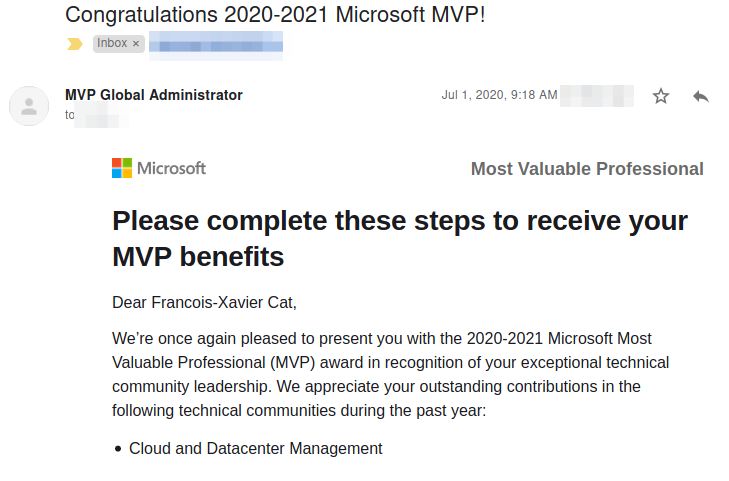 Congratulations 2020-2021 Microsoft MVP!
Inbox ×
MVP Global Administrator
Jul 1, 2020, 9:18 AM
to
Microsoft
Most Valuable Professional
Please complete these steps to receive your
MVP benefits
Dear Francois-Xavier Cat,
We’re once again pleased to present you with the 2020-2021 Microsoft Most
Valuable Professional (MVP) award in recognition of your exceptional technical
community leadership. We appreciate your outstanding contributions in the
following technical communities during the past year:
• Cloud and Datacenter Management